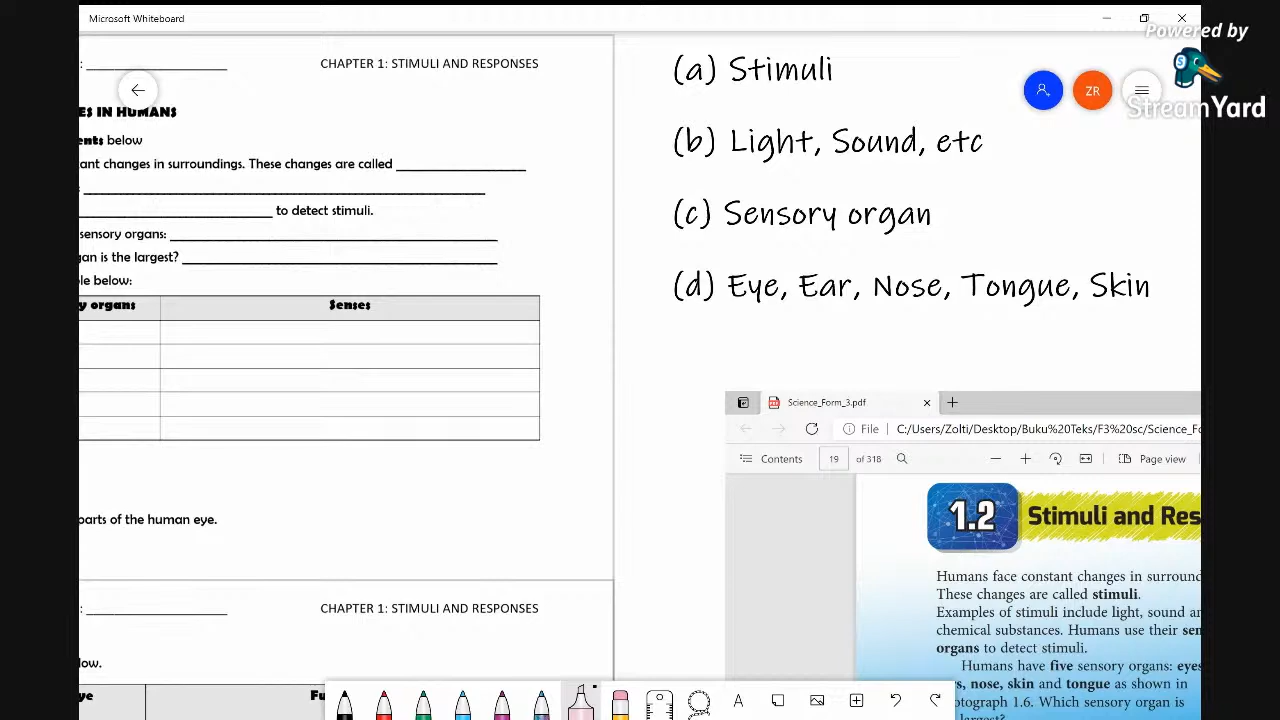 Microsoft Whiteboard
Powered by
StreamYard
ZR
: CHAPTER 1: STIMULI AND RESPONSES
ES IN HUMANS
ents below
tant changes in surroundings. These changes are called
:
to detect stimuli.
sensory organs:
gan is the largest?
ble below:
y organs Senses
parts of the human eye.
: CHAPTER 1: STIMULI AND RESPONSES
low.
ye Fu
(a) Stimuli
(b) Light, Sound, etc
(c) Sensory organ
(d) Eye, Ear, Nose, Tongue, Skin
Science_Form_3.pdf
File C:/Users/Zolti/Desktop/Buku%20Teks/F3%20sc/Science_Fo
Contents 19 of 318 Page view
1.2 Stimuli and Res
Humans face constant changes in surround
These changes are called stimuli.
Examples of stimuli include light, sound an
chemical substances. Humans use their sen
organs to detect stimuli.
Humans have five sensory organs: eyes
rs, nose, skin and tongue as shown in
otograph 1.6. Which sensory organ is
largest?